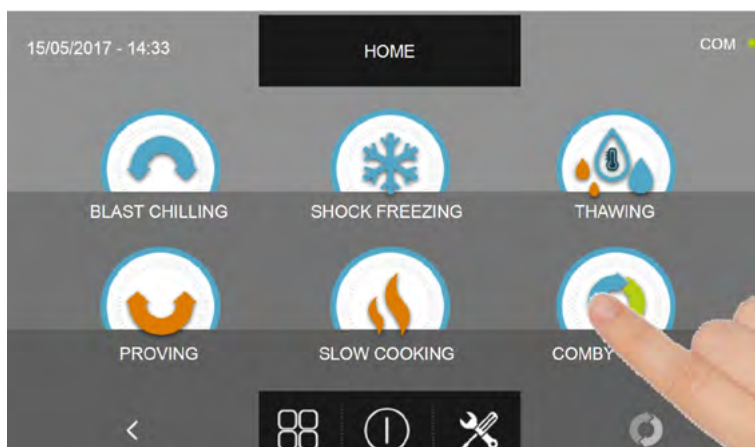 15/05/2017 - 14:33
HOME
COM
BLAST CHILLING
SHOCK FREEZING
THAWING
PROVING
SLOW COOKING
COMBY